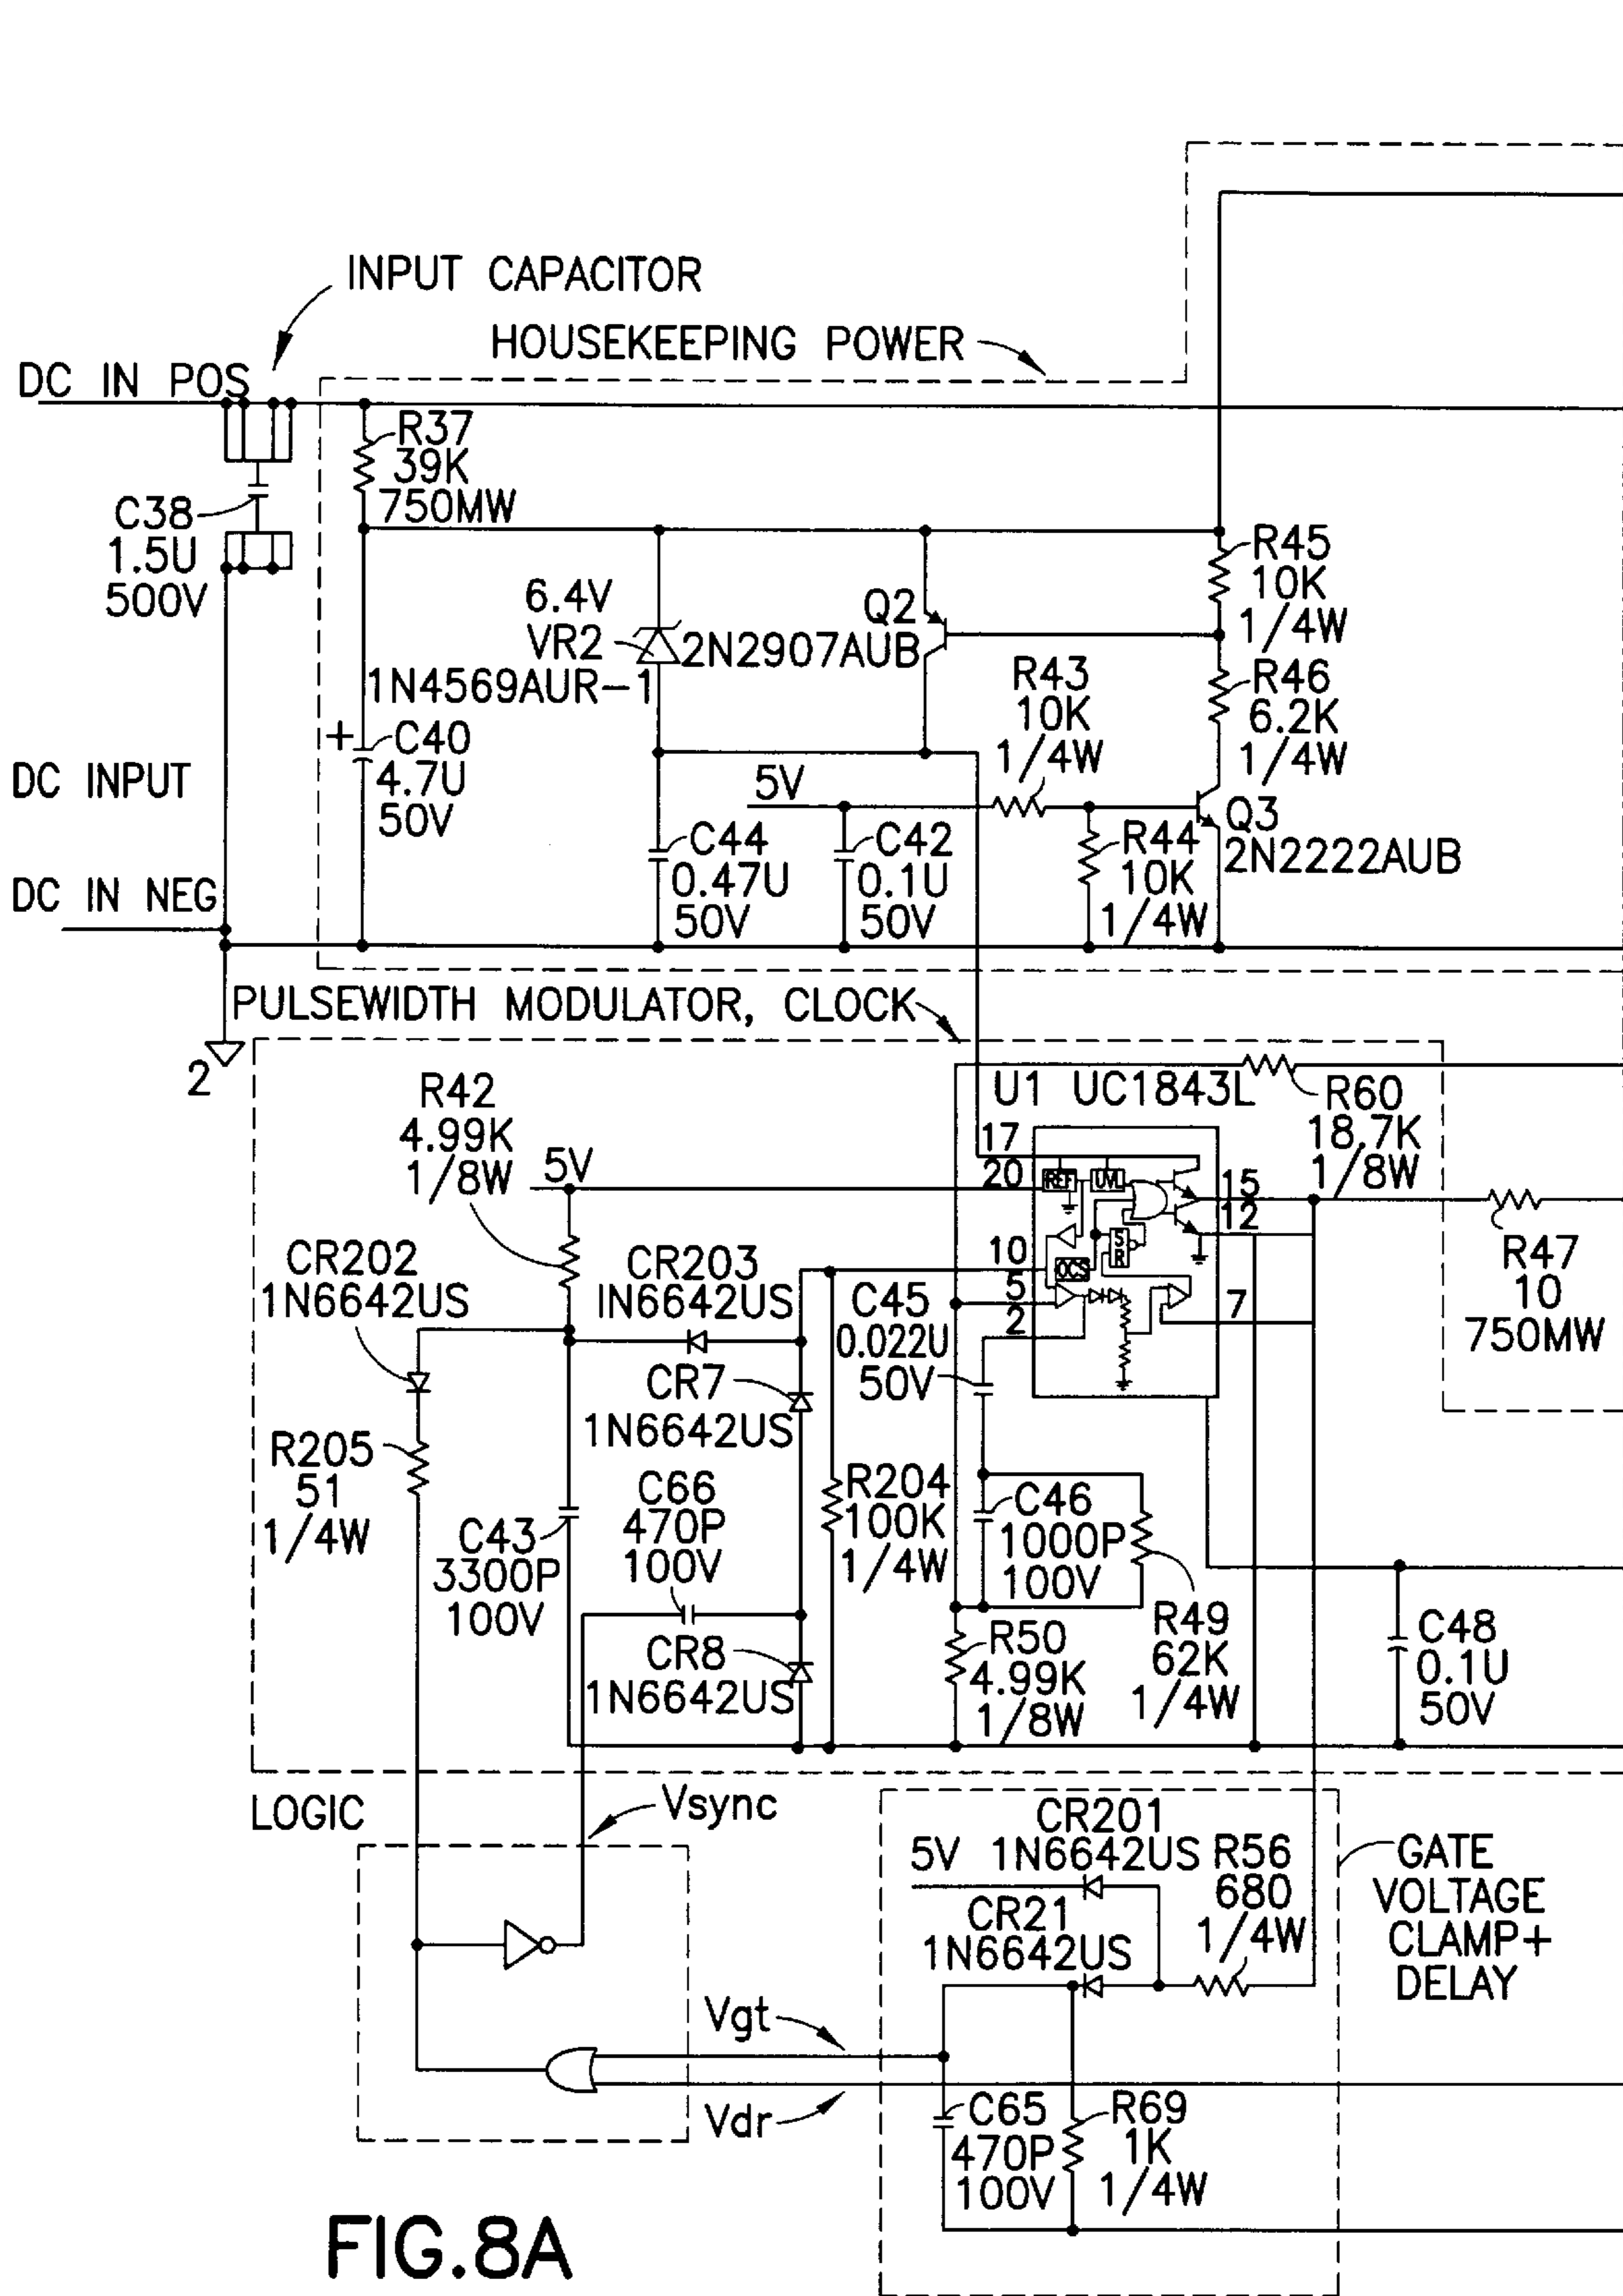 INPUT CAPACITOR
HOUSEKEEPING POWER
DC IN POS
R37
39K
750MW
C38
1.5U
500V
R45
10K
1/4W
6.4V
VR2
1N4569AUR-1
Q2
2N2907AUB
R46
6.2K
1/4W
R43
10K
1/4W
+
C40
4.7U
50V
DC INPUT
5V
Q3
2N2222AUB
C44
0.47U
50V
C42
0.1U
50V
R44
10K
1/4W
DC IN NEG
PULSEWIDTH MODULATOR, CLOCK
2
R42
4.99K
1/8W
5V
U1 UC1843L
R60
18.7K
1/8W
17
20
REF
UVL
15
12
10
S
R
OCS
5
2
7
R47
10
750MW
CR202
1N6642US
CR203
IN6642US
C45
0.022U
50V
CR7
1N6642US
R205
51
1/4W
C66
470P
100V
R204
100K
1/4W
C46
1000P
100V
C43
3300P
100V
R49
62K
1/4W
CR8
1N6642US
R50
4.99K
1/8W
C48
0.1U
50V
LOGIC
Vsync
CR201
1N6642US
5V
R56
680
1/4W
GATE
VOLTAGE
CLAMP+
DELAY
CR21
1N6642US
Vgt
Vdr
C65
470P
100V
R69
1K
1/4W
FIG.8A